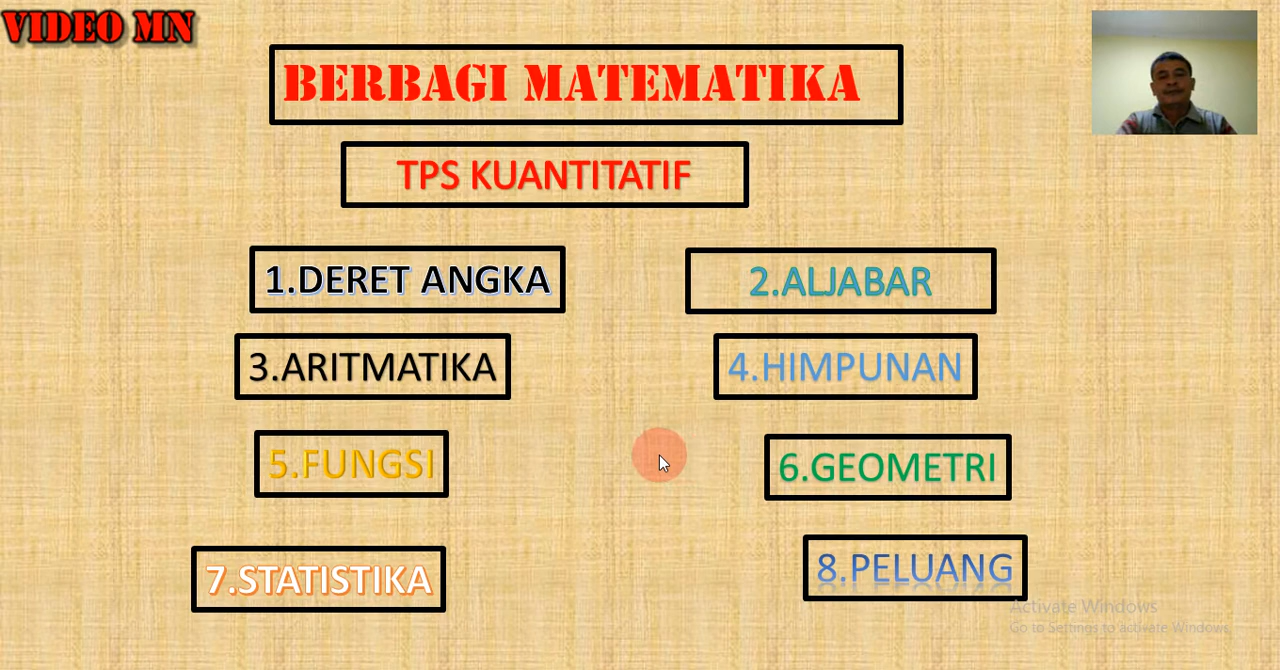 VIDEO MN
BERBAGI MATEMATIKA
TPS KUANTITATIF
1.DERET ANGKA
2.ALJABAR
3.ARITMATIKA
4.HIMPUNAN
5.FUNGSI
6.GEOMETRI
7.STATISTIKA
8.PELUANG
Activate Windows
Go to Settings to activate Windows.